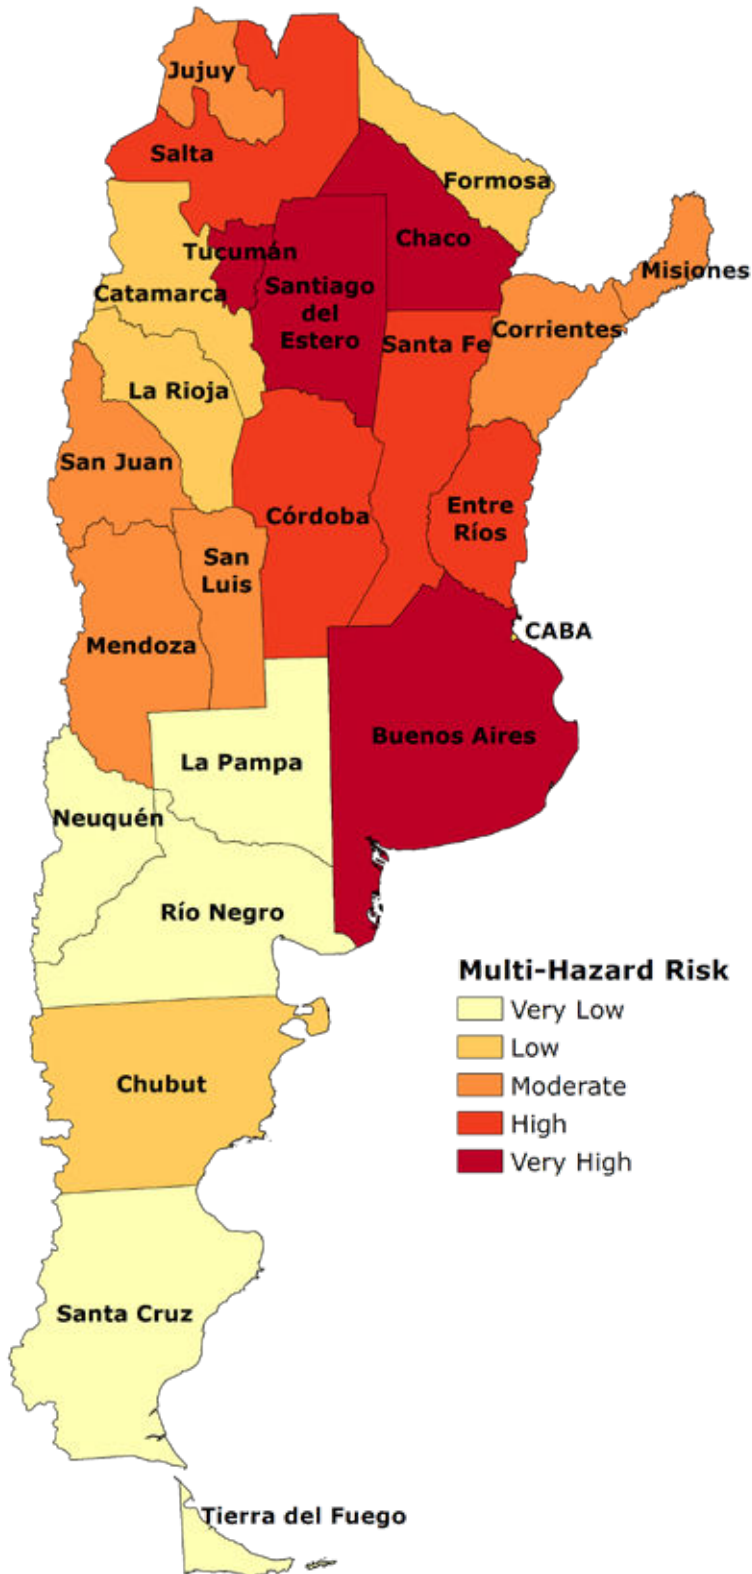 Jujuy
Salta
Formosa
Chaco
Tucumán
Misiones
Santiago
del
Estero
Catamarca
Corrientes
Santa Fe
La Rioja
San Juan
Entre
Ríos
Córdoba
San
Luis
CABA
Mendoza
Buenos Aires
La Pampa
Neuquén
Río Negro
Multi-Hazard Risk
Very Low
Low
Moderate
High
Very High
Chubut
Santa Cruz
Tierra del Fuego